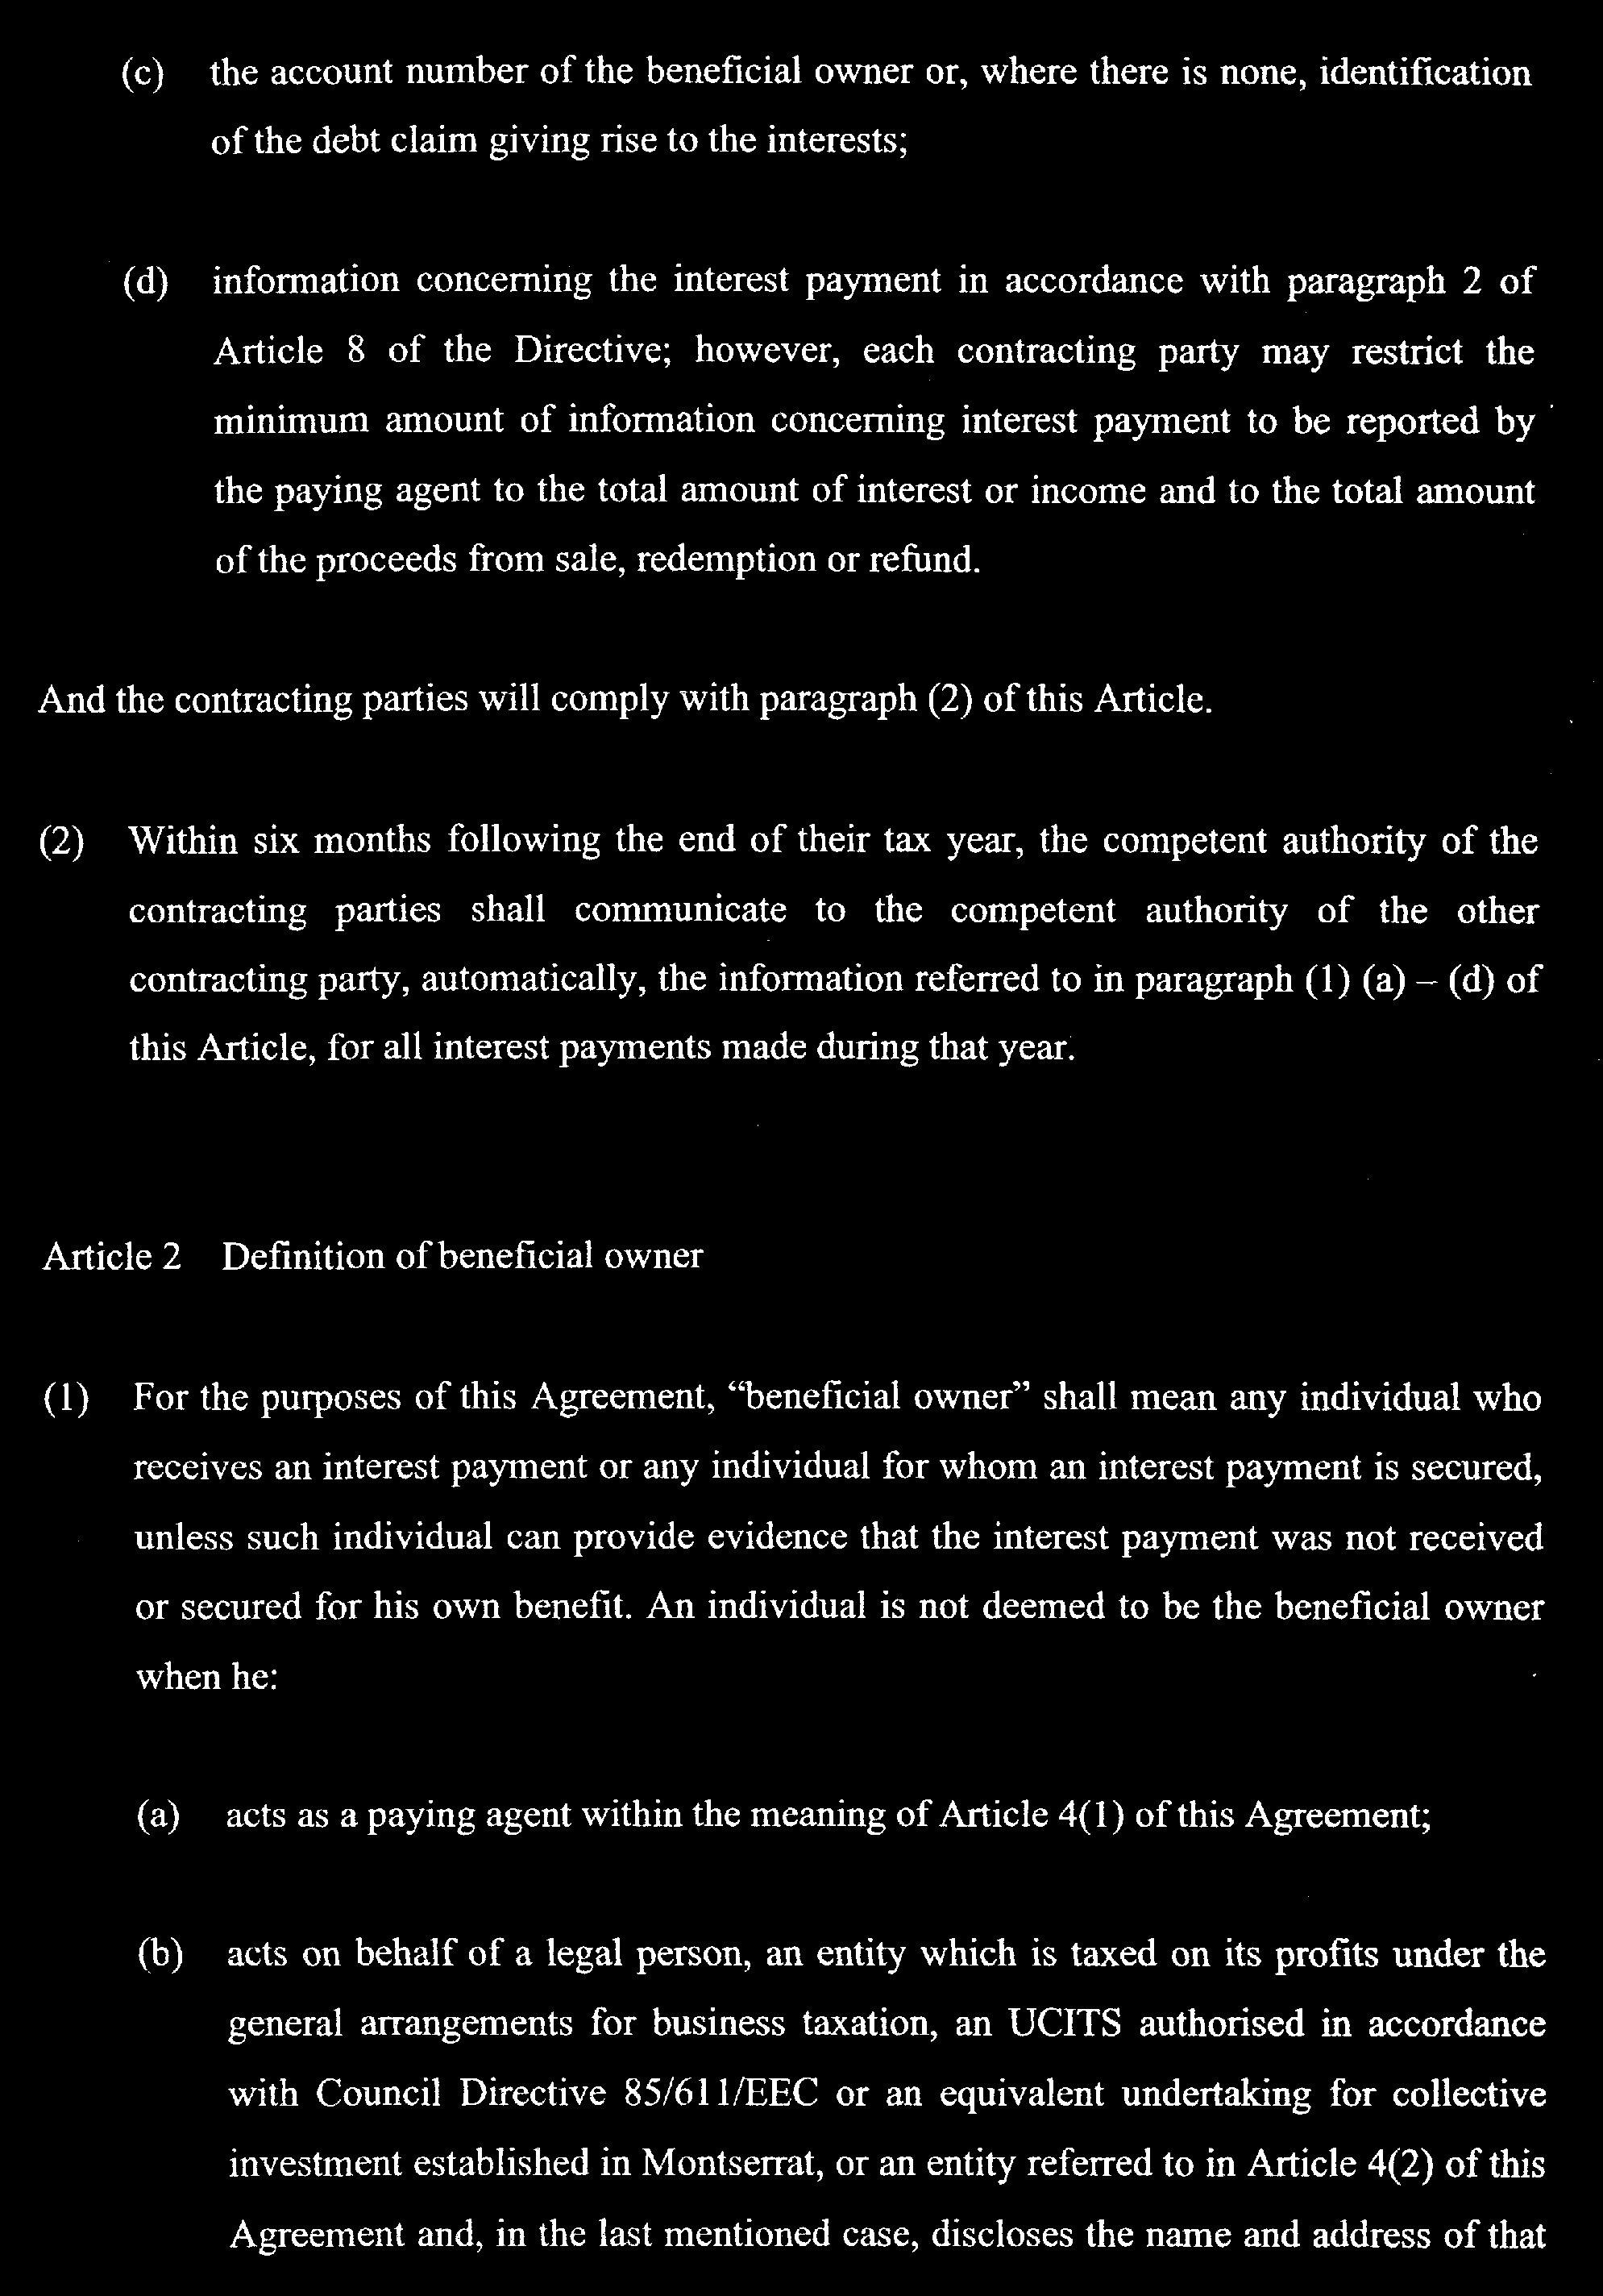 (c) the account number of the beneficial owner or, where there is none, identification
of the debt claim giving rise to the interests;
(d) information concerning the interest payment in accordance with paragraph 2 of
Article 8 of the Directive; however, each contracting party may restrict the
minimum amount of information concerning interest payment to be reported by
the paying agent to the total amount of interest or income and to the total amount
of the proceeds from sale, redemption or refund.
And the contracting parties will comply with paragraph (2) of this Article.
(2) Within six months following the end of their tax year, the competent authority of the
contracting parties shall communicate to the competent authority of the other
contracting party, automatically, the information referred to in paragraph (1) (a) – (d) of
this Article, for all interest payments made during that year.
Article 2 Definition of beneficial owner
(1) For the purposes of this Agreement, “beneficial owner” shall mean any individual who
receives an interest payment or any individual for whom an interest payment is secured,
unless such individual can provide evidence that the interest payment was not received
or secured for his own benefit. An individual is not deemed to be the beneficial owner
when he:
(a) acts as a paying agent within the meaning of Article 4(1) of this Agreement;
(b) acts on behalf of a legal person, an entity which is taxed on its profits under the
general arrangements for business taxation, an UCITS authorised in accordance
with Council Directive 85/611/EEC or an equivalent undertaking for collective
investment established in Montserrat, or an entity referred to in Article 4(2) of this
Agreement and, in the last mentioned case, discloses the name and address of that